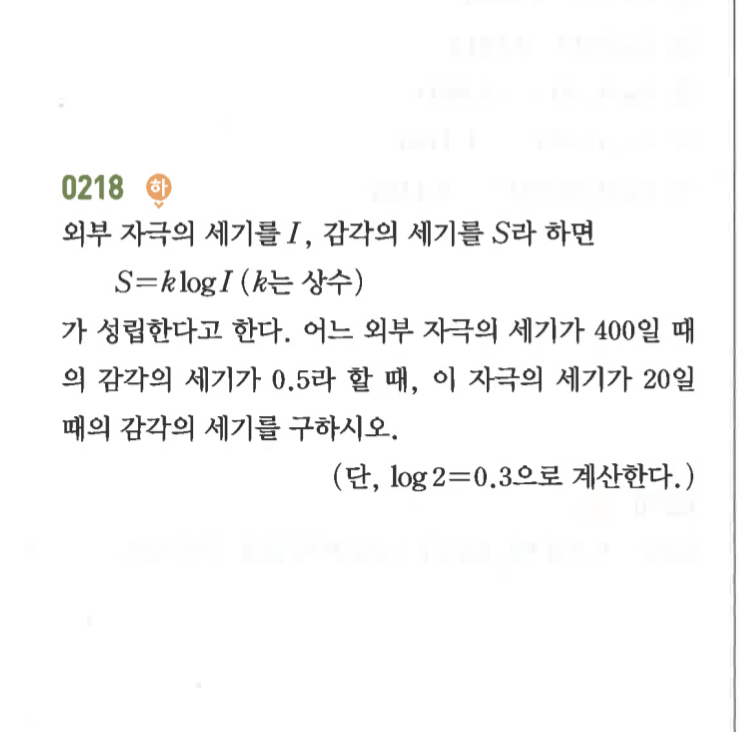 0218 하
외부 자극의 세기를 I, 감각의 세기를 S라 하면
S=k log I (k는 상수)
가 성립한다고 한다. 어느 외부 자극의 세기가 400일 때
의 감각의 세기가 0.5라 할 때, 이 자극의 세기가 20일
때의 감각의 세기를 구하시오.
(단, log 2=0.3으로 계산한다.)